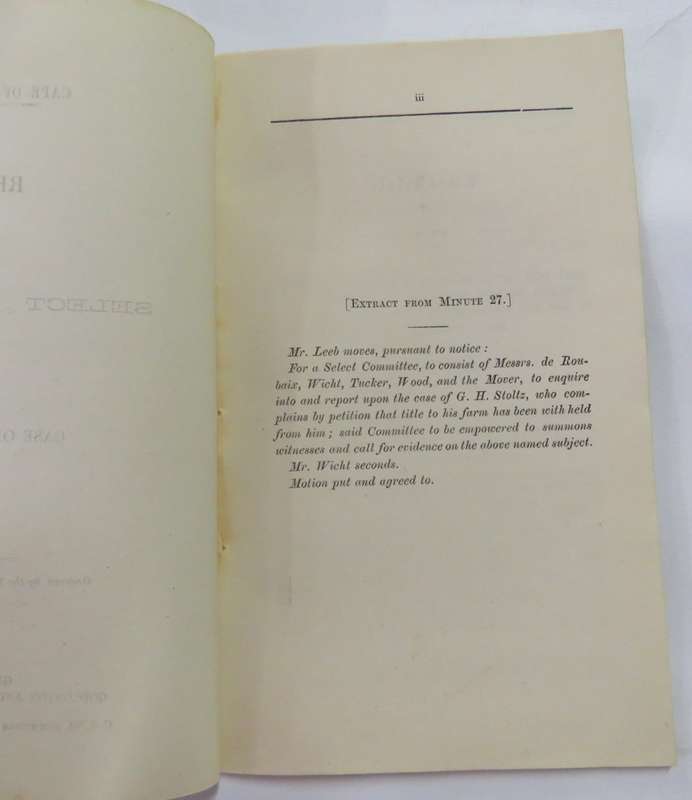 iii
[Extract from Minute 27.]
Mr. Leeb moves, pursuant to notice :
For a Select Committee, to consist of Messrs. de Rou-
baix, Wicht, Tucker, Wood, and the Mover, to enquire
into and report upon the case of G. H. Stoltz, who com-
plains by petition that title to his farm has been with held
from him ; said Committee to be empowered to summons
witnesses and call for evidence on the above named subject.
Mr. Wicht seconds.
Motion put and agreed to.